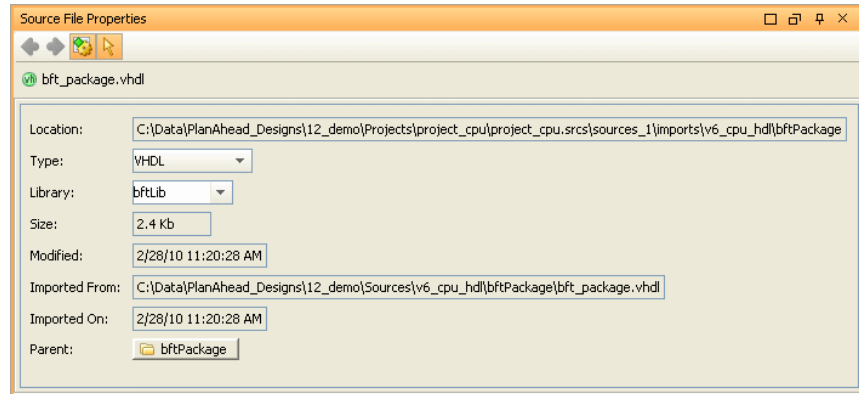 Source File Properties
vh bft_package.vhdl
Location: C:\Data\PlanAhead_Designs\12_demo\Projects\project_cpu\project_cpu.srcs\sources_1\imports\v6_cpu_hdl\bftPackage
Type: VHDL
Library: bftLib
Size: 2.4 Kb
Modified: 2/28/10 11:20:28 AM
Imported From: C:\Data\PlanAhead_Designs\12_demo\Sources\v6_cpu_hdl\bftPackage\bft_package.vhdl
Imported On: 2/28/10 11:20:28 AM
Parent: bftPackage